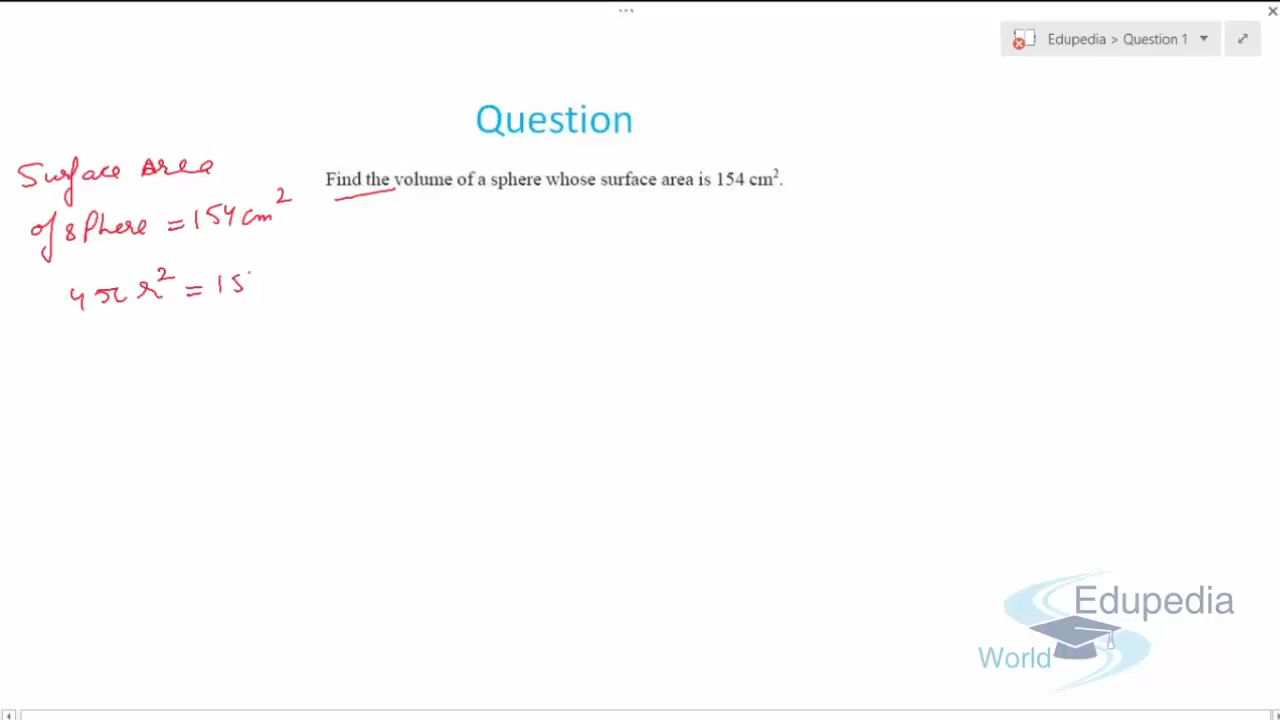 Edupedia > Question 1
Question
Find the volume of a sphere whose surface area is 154 cm².
Surface Area
of sphere = 154 cm²
4πr² = 15
Edupedia
World